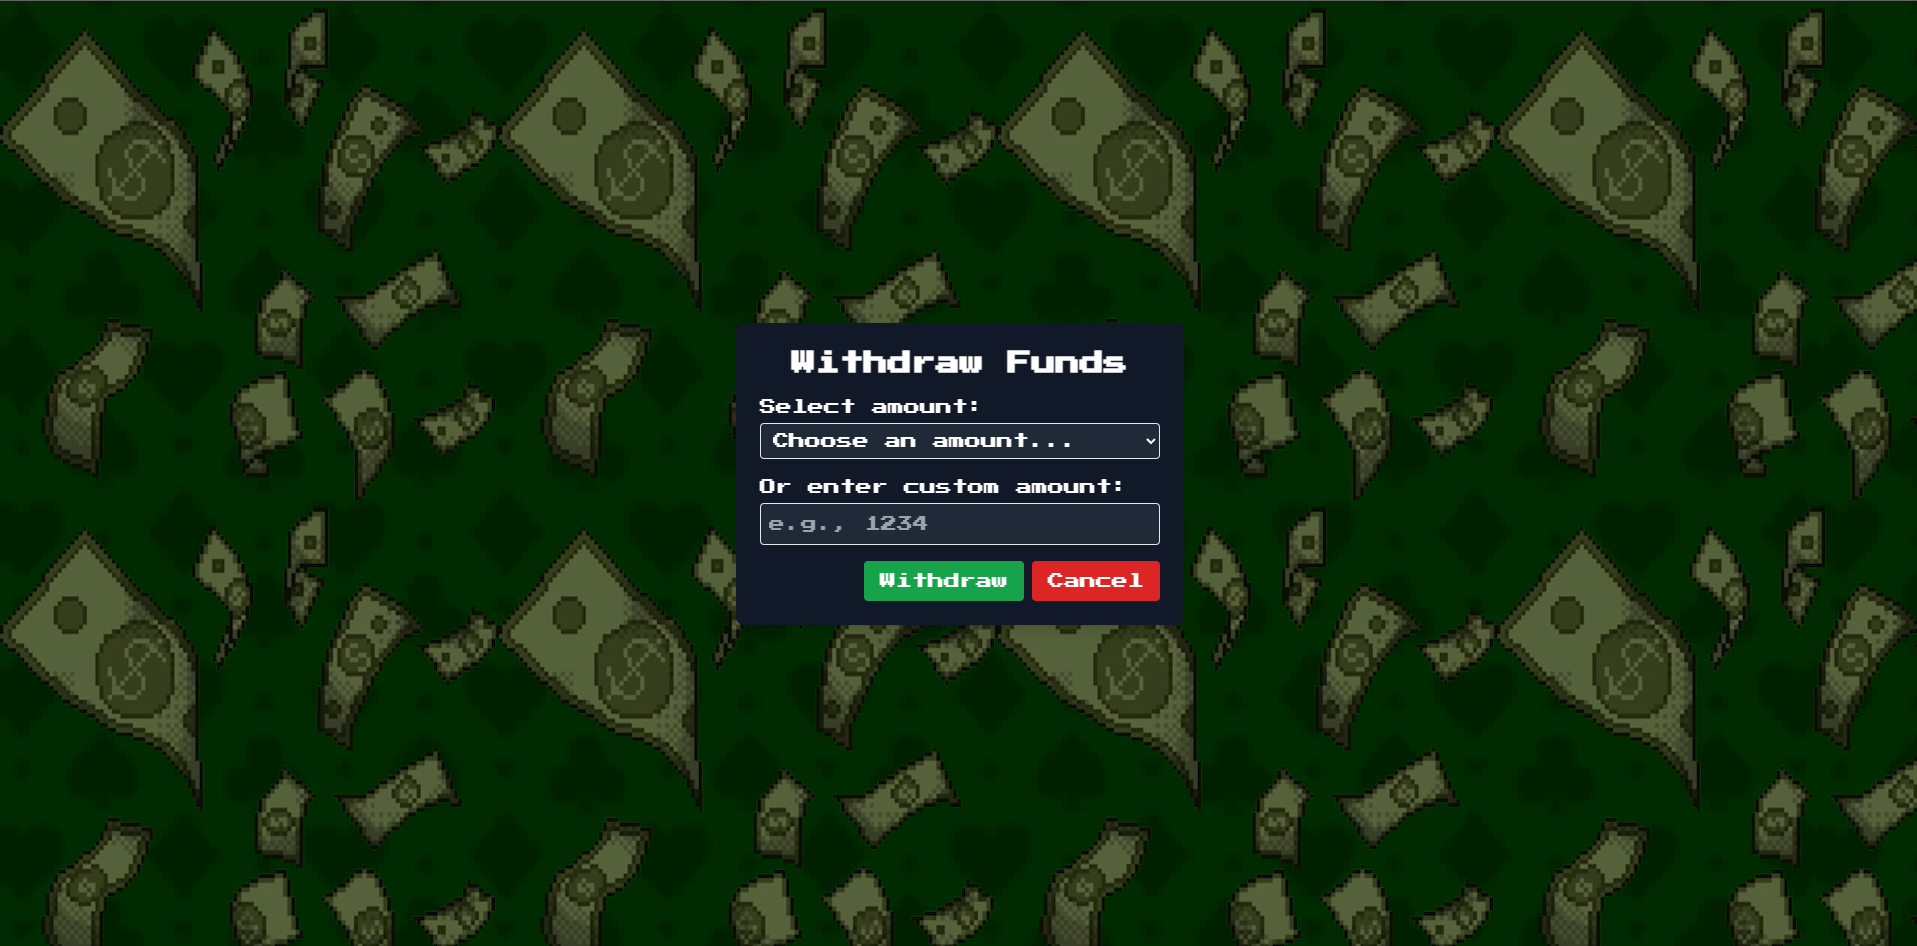 Withdraw Funds
Select amount:
Choose an amount...
Or enter custom amount:
e.g., 1234
Withdraw
Cancel